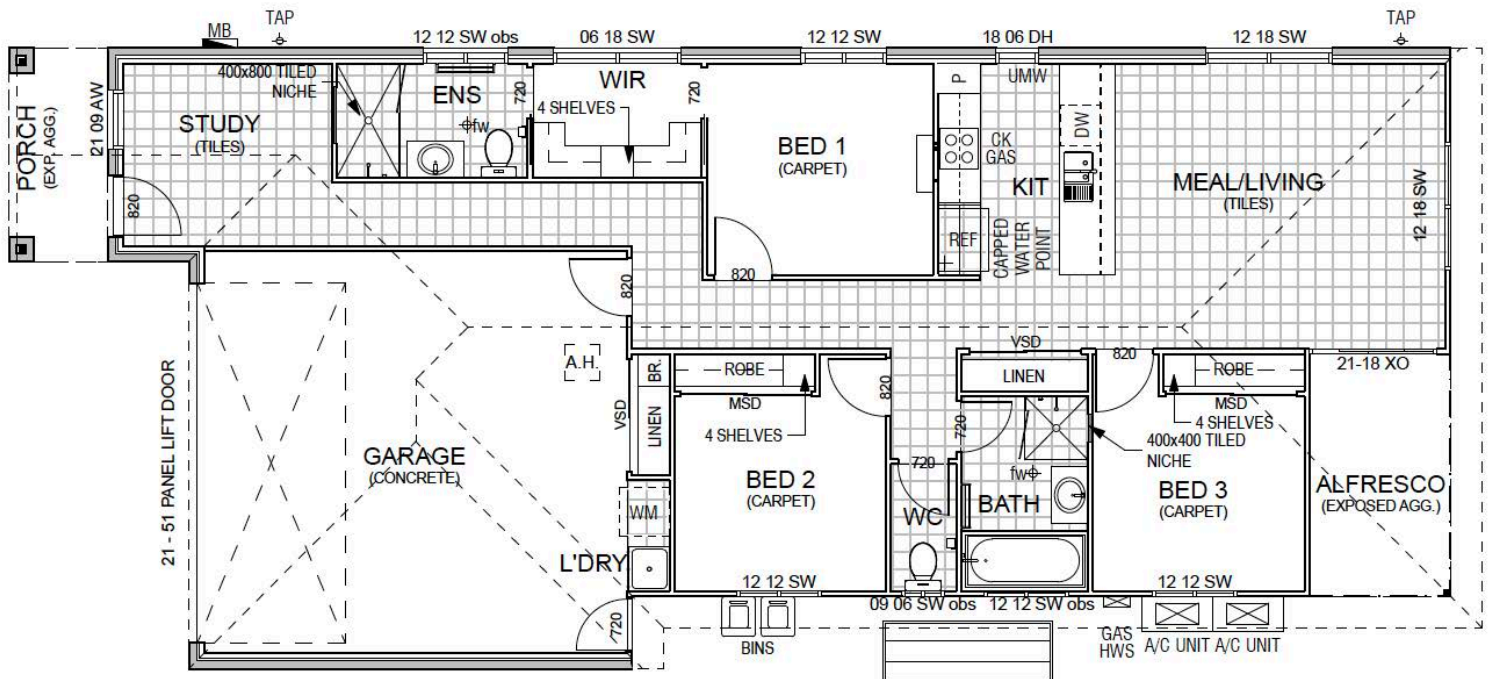 TAP
MB
12 12 SW obs
06 18 SW
12 12 SW
18 06 DH
12 18 SW
TAP
400x800 TILED
NICHE
ENS
fw
720
WIR
4 SHELVES
720
P
UMW
PORCH
(EXP. AGG.)
21 09 AW
STUDY
(TILES)
820
BED 1
(CARPET)
820
CK
GAS
DW
KIT
REF
CAPPED
WATER
POINT
MEAL/LIVING
(TILES)
12 18 SW
820
21 - 51 PANEL LIFT DOOR
A.H.
GARAGE
(CONCRETE)
VSD
BR.
LINEN
WM
L'DRY
720
ROBE
MSD
4 SHELVES
820
BED 2
(CARPET)
12 12 SW
720
WC
09 06 SW obs
VSD
LINEN
720
fw
BATH
12 12 SW obs
820
ROBE
MSD
4 SHELVES
400x400 TILED
NICHE
BED 3
(CARPET)
12 12 SW
21-18 XO
ALFRESCO
(EXPOSED AGG.)
BINS
GAS
HWS
A/C UNIT
A/C UNIT